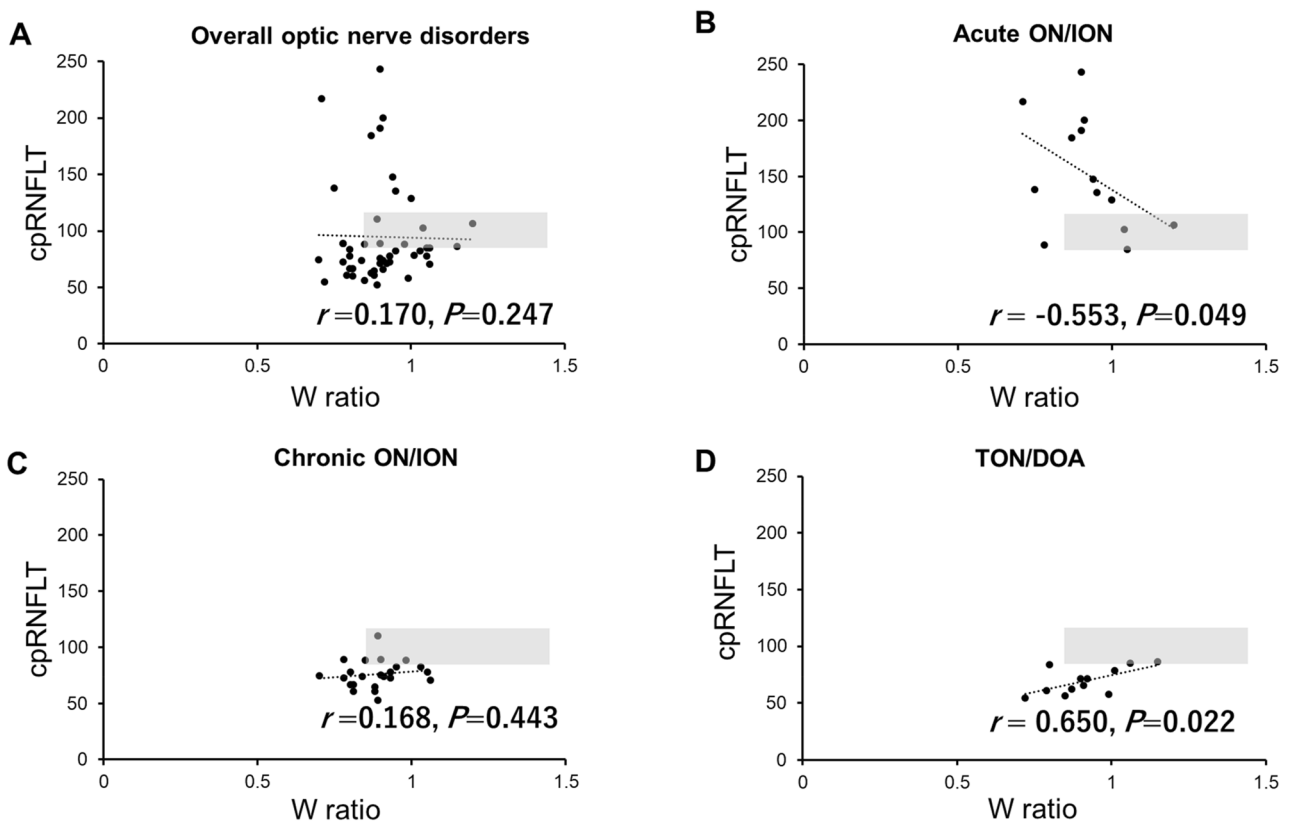 A
Overall optic nerve disorders
250
200
150
100
50
0
cpRNFLT
r =0.170, P=0.247
0
0.5
1
1.5
W ratio
B
Acute ON/ION
250
200
150
100
50
0
cpRNFLT
r = -0.553, P=0.049
0
0.5
1
1.5
W ratio
C
Chronic ON/ION
250
200
150
100
50
0
cpRNFLT
r =0.168, P=0.443
0
0.5
1
1.5
W ratio
D
TON/DOA
250
200
150
100
50
0
cpRNFLT
r = 0.650, P=0.022
0
0.5
1
1.5
W ratio